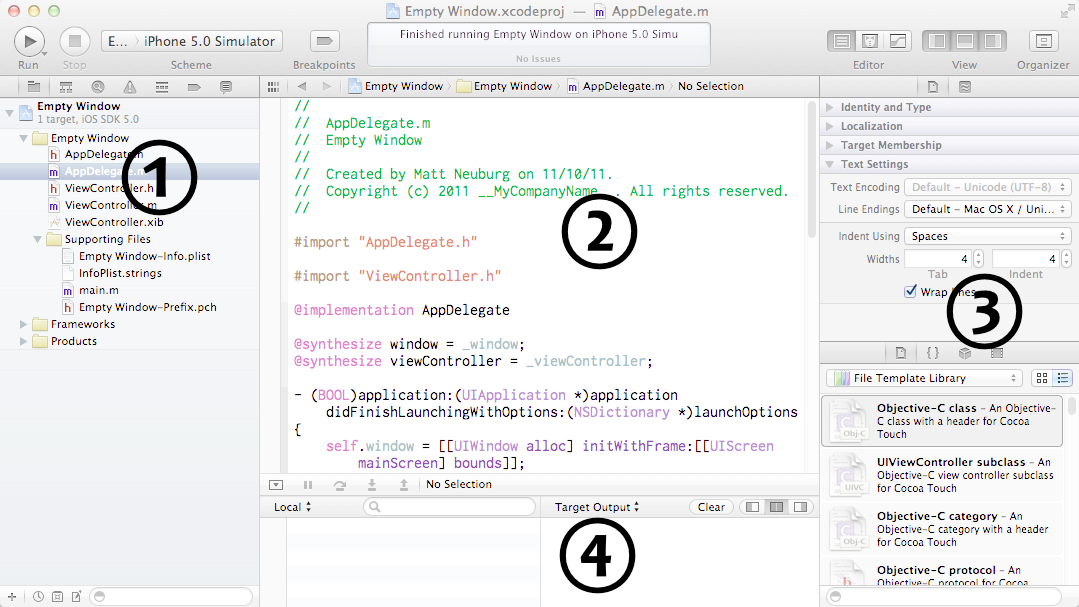 Empty Window.xcodeproj — m AppDelegate.m
E... › iPhone 5.0 Simulator
Finished running Empty Window on iPhone 5.0 Simu
No Issues
Run Stop Scheme Breakpoints Editor View Organizer
Empty Window
1 target, iOS SDK 5.0
Empty Window
h AppDelegate.h
m AppDelegate.m
h ViewController.h
m ViewController.m
ViewController.xib
Supporting Files
Empty Window-Info.plist
InfoPlist.strings
m main.m
h Empty Window-Prefix.pch
Frameworks
Products
1
Empty Window › Empty Window › m AppDelegate.m › No Selection
//
// AppDelegate.m
// Empty Window
//
// Created by Matt Neuburg on 11/10/11.
// Copyright (c) 2011 __MyCompanyName__. All rights reserved.
//
2
#import "AppDelegate.h"
#import "ViewController.h"
@implementation AppDelegate
@synthesize window = _window;
@synthesize viewController = _viewController;
- (BOOL)application:(UIApplication *)application
didFinishLaunchingWithOptions:(NSDictionary *)launchOptions
{
self.window = [[UIWindow alloc] initWithFrame:[[UIScreen
mainScreen] bounds]];
No Selection
Local
Target Output
Clear
4
Identity and Type
Localization
Target Membership
Text Settings
Text Encoding Default - Unicode (UTF-8)
Line Endings Default - Mac OS X / Uni...
Indent Using Spaces
Widths 4 4
Tab Indent
Wrap lines
3
{}
File Template Library
Objective-C class - An Objective-
C class with a header for Cocoa
Touch
Obj-C
UIViewController subclass - An
Objective-C view controller subclass
for Cocoa Touch
UIVC
Objective-C category - An
Objective-C category with a header
for Cocoa Touch
Obj-C
Objective-C protocol - An
Objective-C protocol for Cocoa
h